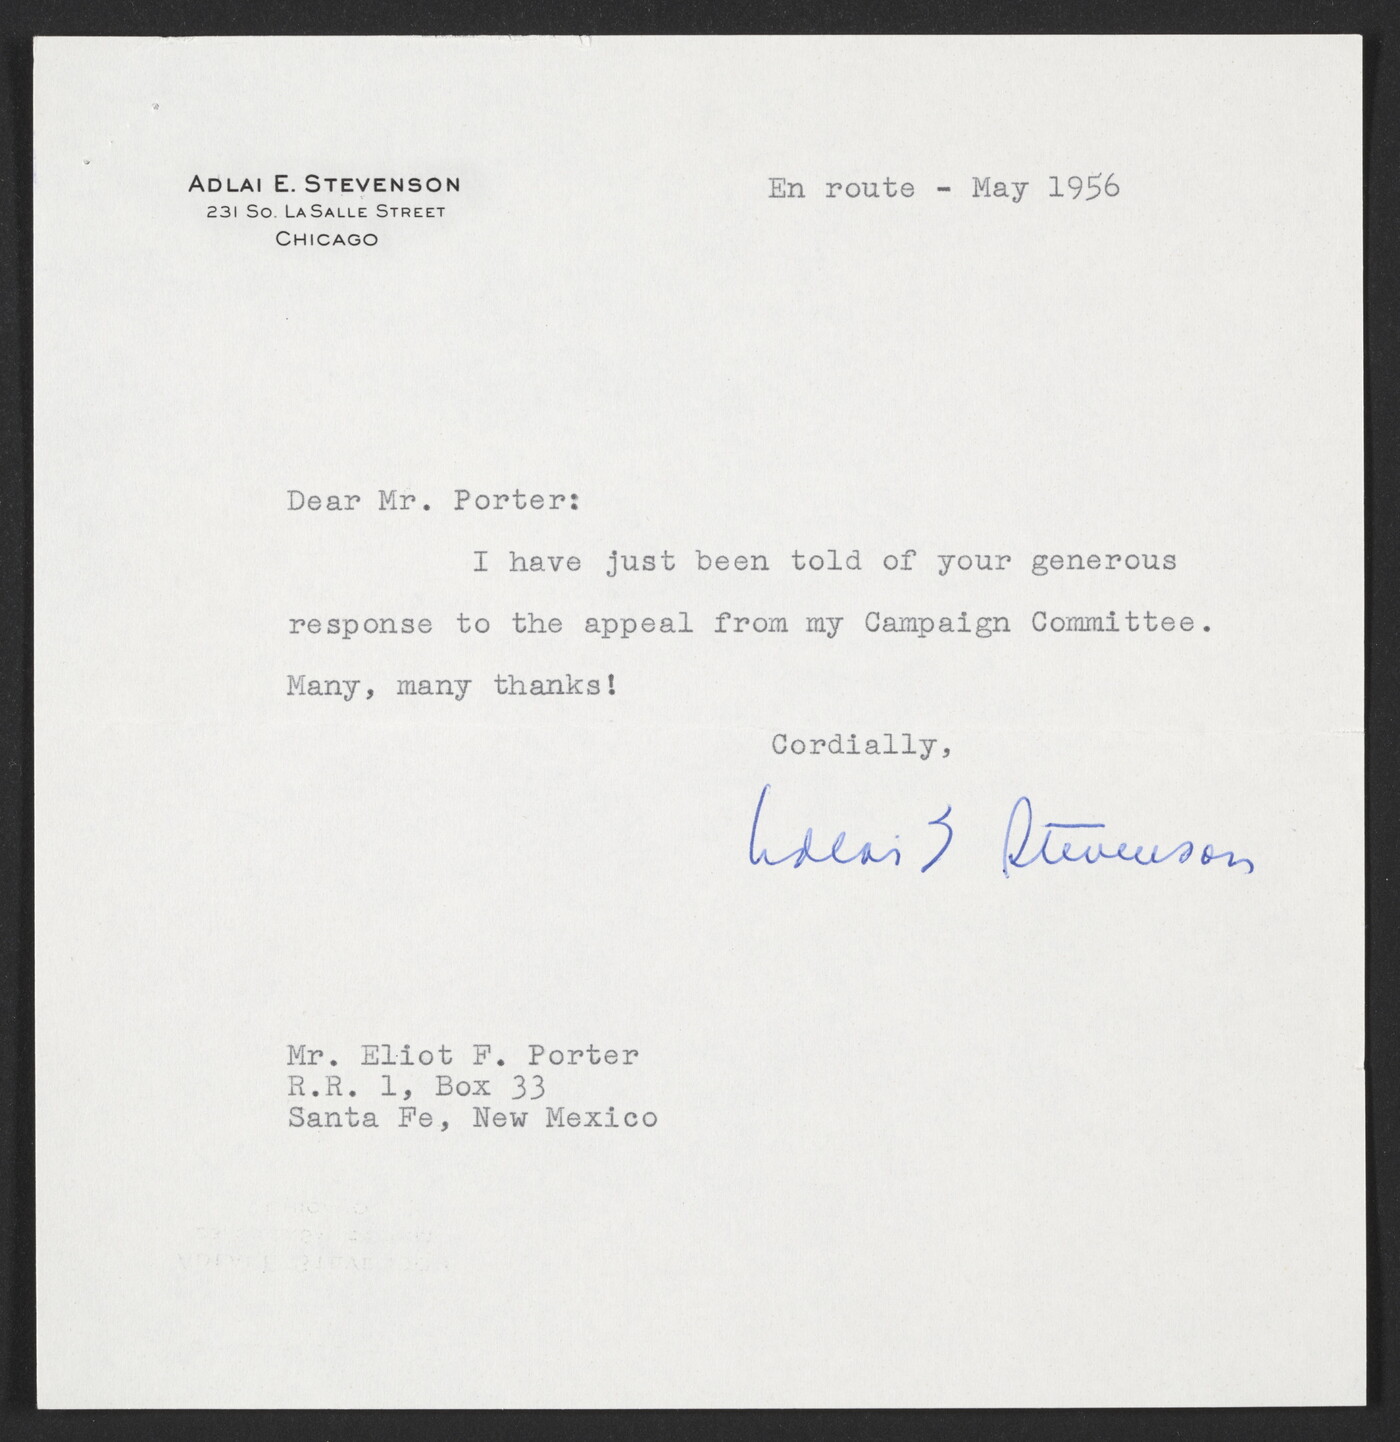 ADLAI E. STEVENSON
231 SO. LASALLE STREET
CHICAGO
En route - May 1956
Dear Mr. Porter:
I have just been told of your generous
response to the appeal from my Campaign Committee.
Many, many thanks!
Cordially,
Adlai E Stevenson
Mr. Eliot F. Porter
R.R. 1, Box 33
Santa Fe, New Mexico